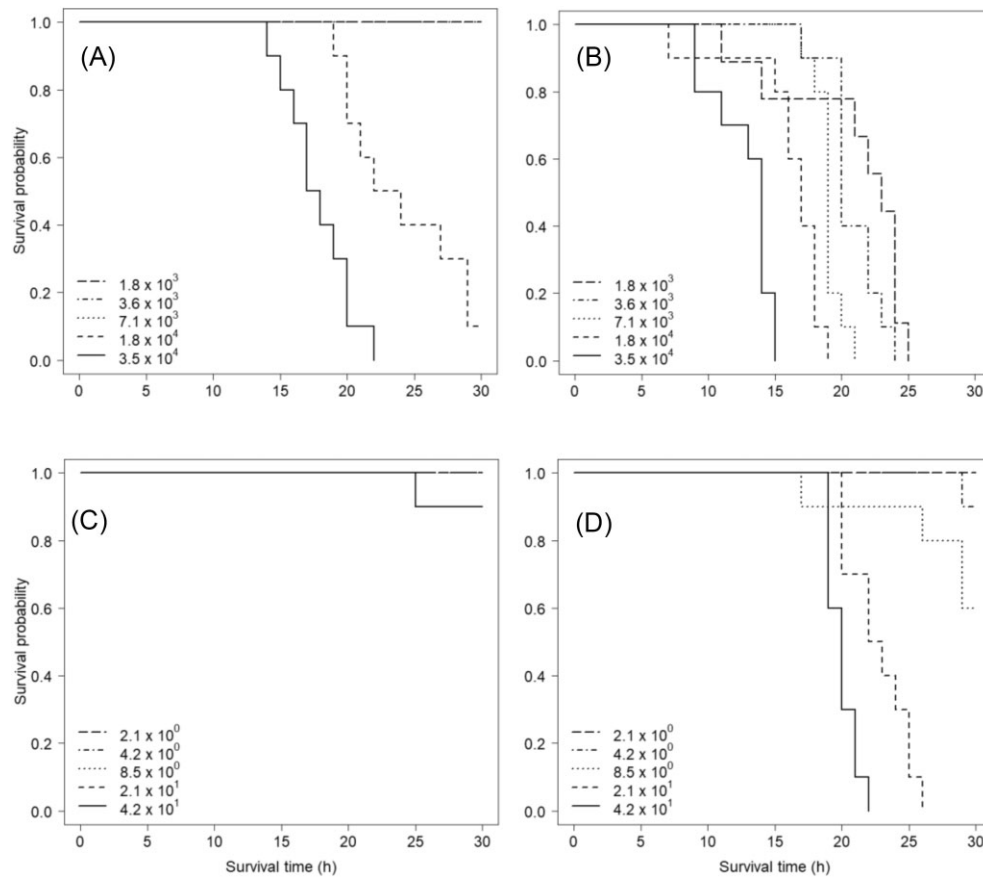 (A)
Survival probability
1.0
0.8
0.6
0.4
0.2
0.0
1.8 x 10³
3.6 x 10³
7.1 x 10³
1.8 x 10⁴
3.5 x 10⁴
0 5 10 15 20 25 30
(B)
1.0
0.8
0.6
0.4
0.2
0.0
1.8 x 10³
3.6 x 10³
7.1 x 10³
1.8 x 10⁴
3.5 x 10⁴
0 5 10 15 20 25 30
(C)
Survival probability
1.0
0.8
0.6
0.4
0.2
0.0
2.1 x 10⁰
4.2 x 10⁰
8.5 x 10⁰
2.1 x 10¹
4.2 x 10¹
0 5 10 15 20 25 30
Survival time (h)
(D)
1.0
0.8
0.6
0.4
0.2
0.0
2.1 x 10⁰
4.2 x 10⁰
8.5 x 10⁰
2.1 x 10¹
4.2 x 10¹
0 5 10 15 20 25 30
Survival time (h)